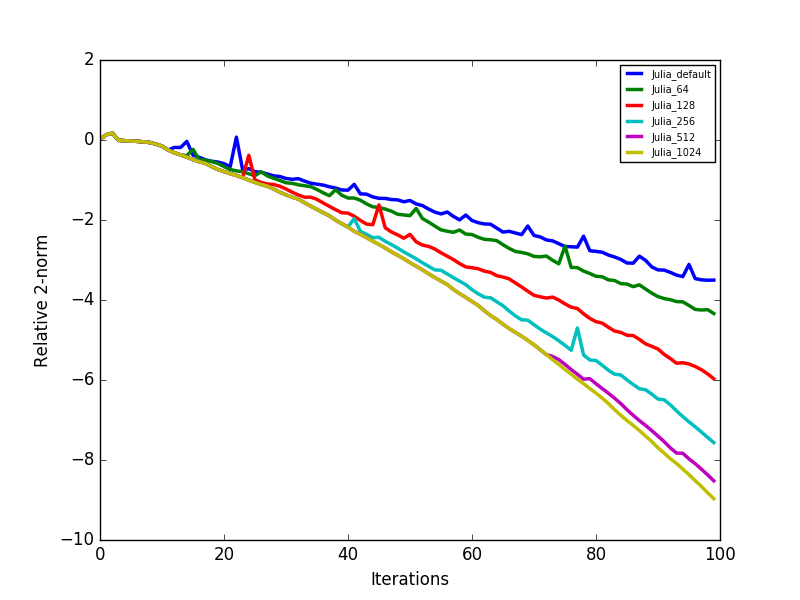 2
0
−2
−4
−6
−8
−10
0 20 40 60 80 100
Relative 2-norm
Iterations
Julia_default
Julia_64
Julia_128
Julia_256
Julia_512
Julia_1024